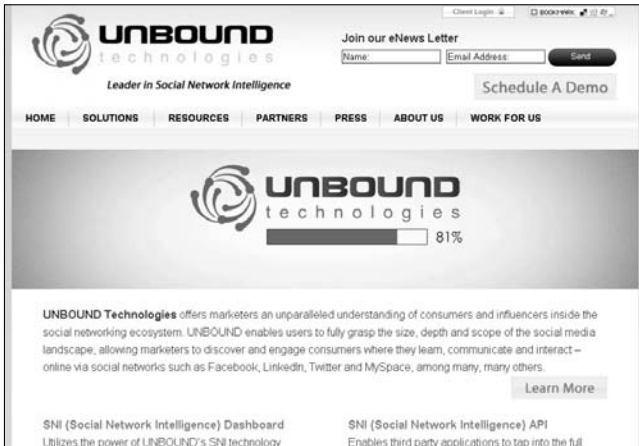 Client Login
BOOKMARK
UNBOUND
technologies
Leader in Social Network Intelligence
Join our eNews Letter
Name: Email Address: Send
Schedule A Demo
HOME SOLUTIONS RESOURCES PARTNERS PRESS ABOUT US WORK FOR US
UNBOUND
technologies
81%
UNBOUND Technologies offers marketers an unparalleled understanding of consumers and influencers inside the
social networking ecosystem. UNBOUND enables users to fully grasp the size, depth and scope of the social media
landscape, allowing marketers to discover and engage consumers where they learn, communicate and interact –
online via social networks such as Facebook, LinkedIn, Twitter and MySpace, among many, many others.
Learn More
SNI (Social Network Intelligence) Dashboard
Utilizes the power of UNBOUND's SNI technology
SNI (Social Network Intelligence) API
Enables third party applications to tap into the full